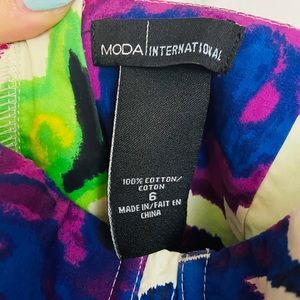 MODA INTERNATIONAL
100% COTTON/
COTON
6
MADE IN/FAIT EN
CHINA